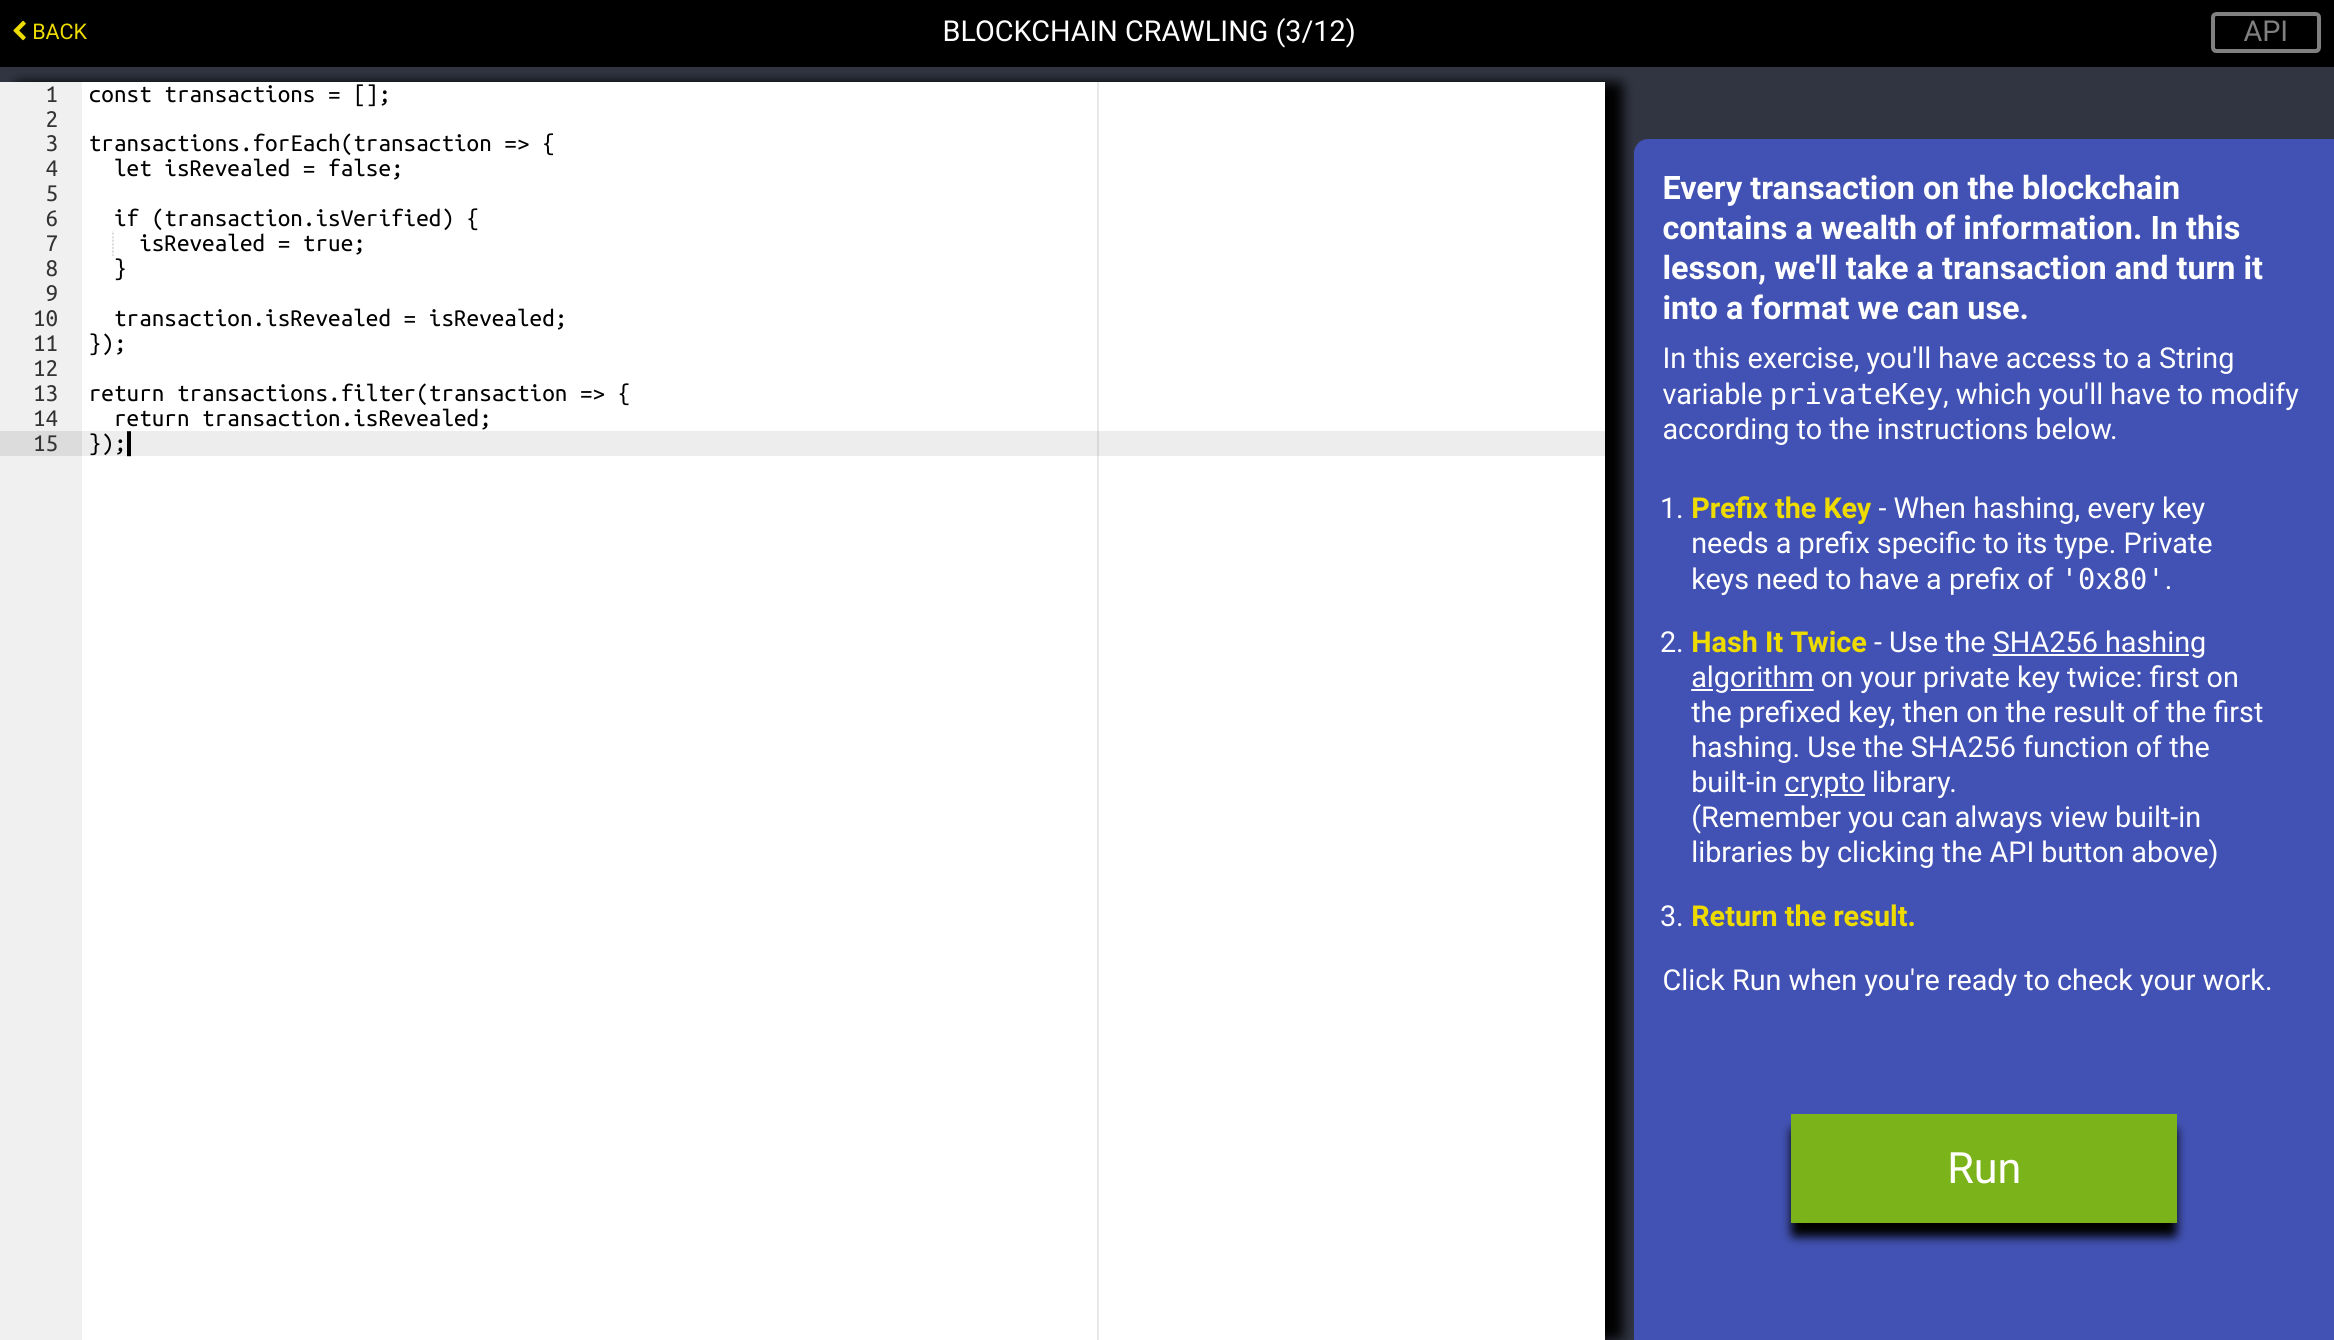 BACK
BLOCKCHAIN CRAWLING (3/12)
API
1 const transactions = [];
2
3 transactions.forEach(transaction => {
4   let isRevealed = false;
5
6   if (transaction.isVerified) {
7     isRevealed = true;
8   }
9
10   transaction.isRevealed = isRevealed;
11 });
12
13 return transactions.filter(transaction => {
14   return transaction.isRevealed;
15 });
Every transaction on the blockchain
contains a wealth of information. In this
lesson, we'll take a transaction and turn it
into a format we can use.
In this exercise, you'll have access to a String
variable privateKey, which you'll have to modify
according to the instructions below.
1. Prefix the Key - When hashing, every key
needs a prefix specific to its type. Private
keys need to have a prefix of '0x80'.
2. Hash It Twice - Use the SHA256 hashing
algorithm on your private key twice: first on
the prefixed key, then on the result of the first
hashing. Use the SHA256 function of the
built-in crypto library.
(Remember you can always view built-in
libraries by clicking the API button above)
3. Return the result.
Click Run when you're ready to check your work.
Run